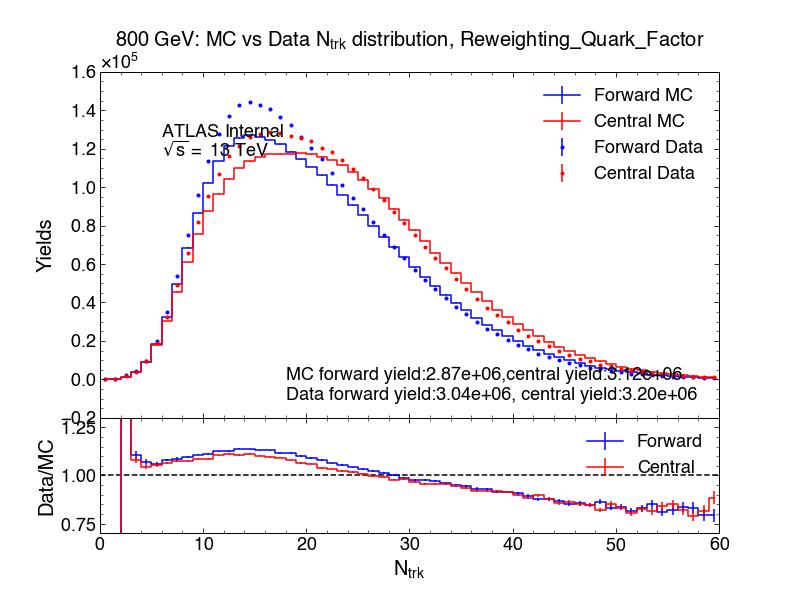 800 GeV: MC vs Data Ntrk distribution, Reweighting_Quark_Factor
×10⁵
1.6
1.4
1.2
1.0
0.8
0.6
0.4
0.2
0.0
−0.2
Yields
ATLAS Internal
√s = 13 TeV
Forward MC
Central MC
Forward Data
Central Data
MC forward yield:2.87e+06,central yield:3.12e+06
Data forward yield:3.04e+06, central yield:3.20e+06
1.25
1.00
0.75
Data/MC
Forward
Central
0 10 20 30 40 50 60
Ntrk